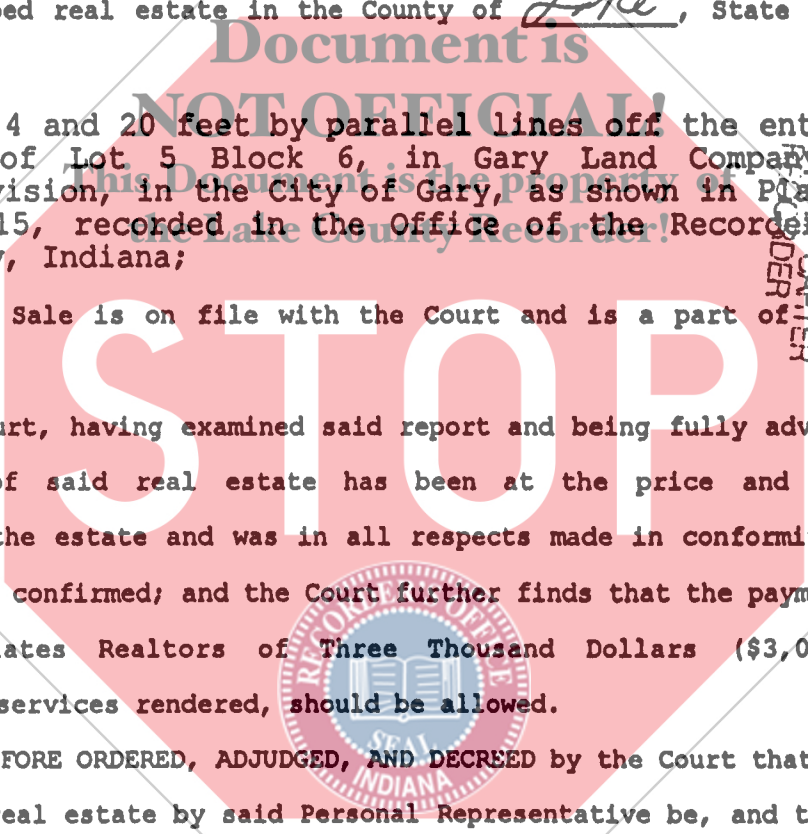 bed real estate in the County of Lake, State
Document is
NOT OFFICIAL!
4 and 20 feet by parallel lines off the ent
of Lot 5 Block 6, in Gary Land Compan
This Document is the property of
vision, in the City of Gary, as shown in Pla
15, recorded in the Office of the Recorde
the Lake County Recorder!
, Indiana;
Sale is on file with the Court and is a part of
STOP
urt, having examined said report and being fully adv
of said real estate has been at the price and
the estate and was in all respects made in conformi
confirmed; and the Court further finds that the paym
ates Realtors of Three Thousand Dollars ($3,0
services rendered, should be allowed.
FORE ORDERED, ADJUDGED, AND DECREED by the Court that
real estate by said Personal Representative be, and t
RECORDER'S OFFICE
SEAL
INDIANA
RECORDER